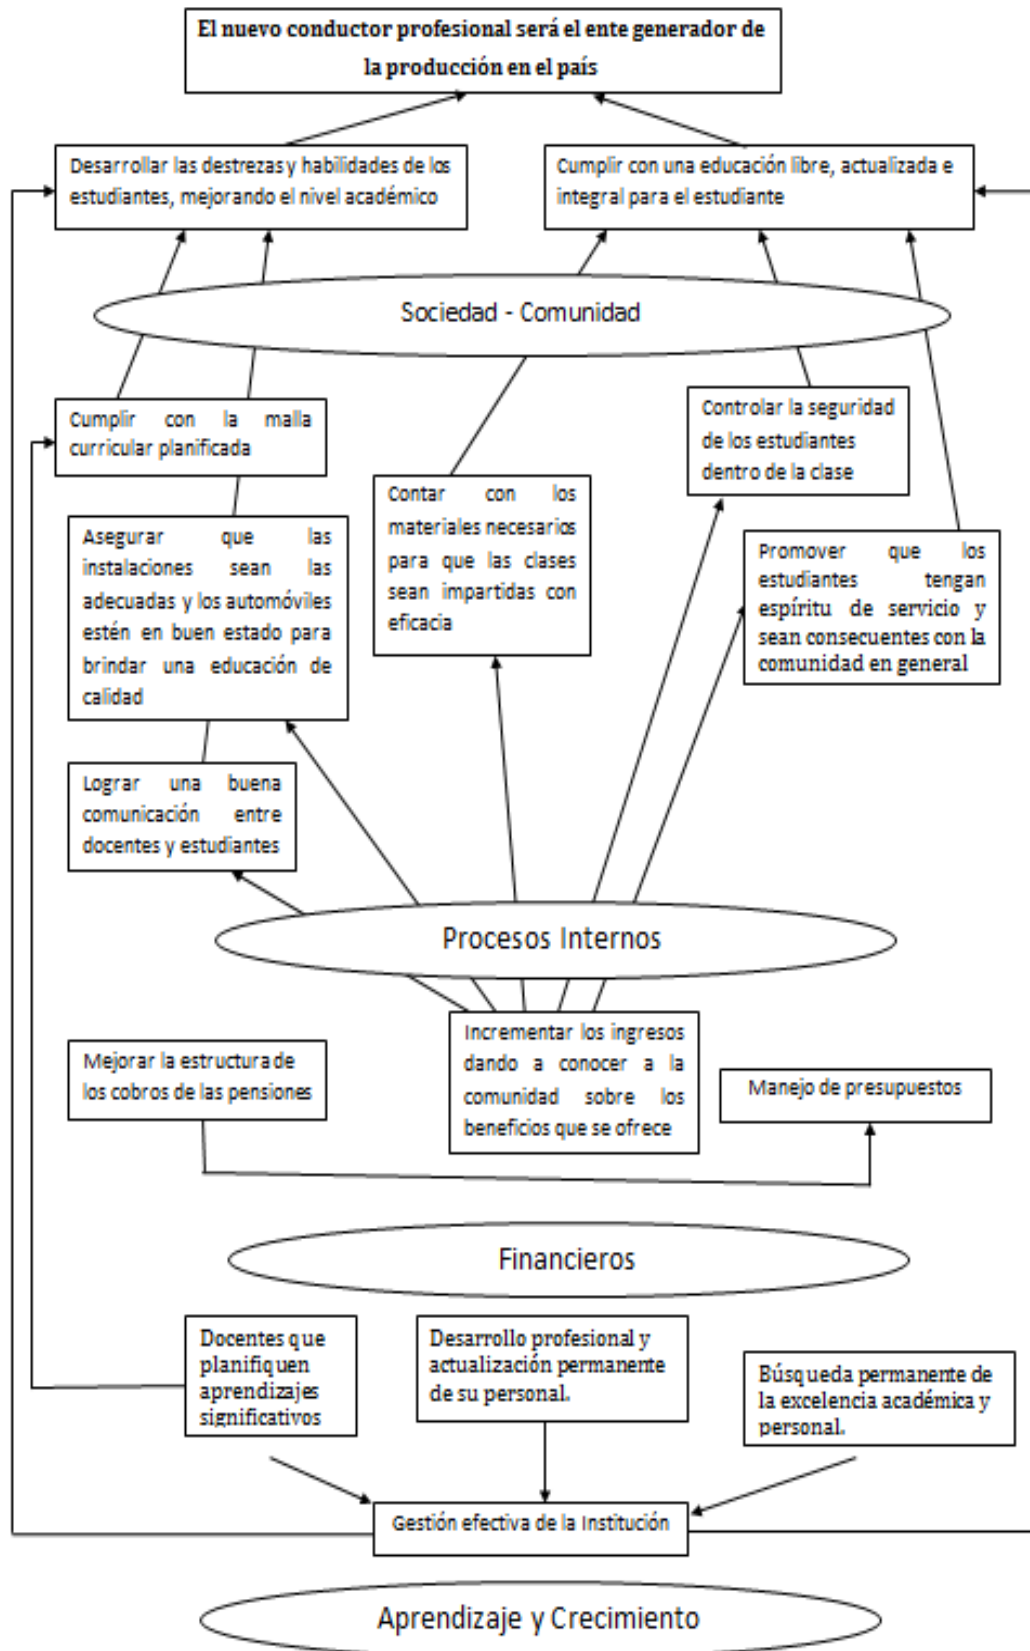 El nuevo conductor profesional será el ente generador de
la producción en el país
Desarrollar las destrezas y habilidades de los
estudiantes, mejorando el nivel académico
Cumplir con una educación libre, actualizada e
integral para el estudiante
Sociedad - Comunidad
Cumplir con la malla
curricular planificada
Controlar la seguridad
de los estudiantes
dentro de la clase
Contar con los
materiales necesarios
para que las clases
sean impartidas con
eficacia
Asegurar que las
instalaciones sean las
adecuadas y los automóviles
estén en buen estado para
brindar una educación de
calidad
Promover que los
estudiantes tengan
espíritu de servicio y
sean consecuentes con la
comunidad en general
Lograr una buena
comunicación entre
docentes y estudiantes
Procesos Internos
Mejorar la estructura de
los cobros de las pensiones
Incrementar los ingresos
dando a conocer a la
comunidad sobre los
beneficios que se ofrece
Manejo de presupuestos
Financieros
Docentes que
planifiquen
aprendizajes
significativos
Desarrollo profesional y
actualización permanente
de su personal.
Búsqueda permanente de
la excelencia académica y
personal.
Gestión efectiva de la Institución
Aprendizaje y Crecimiento